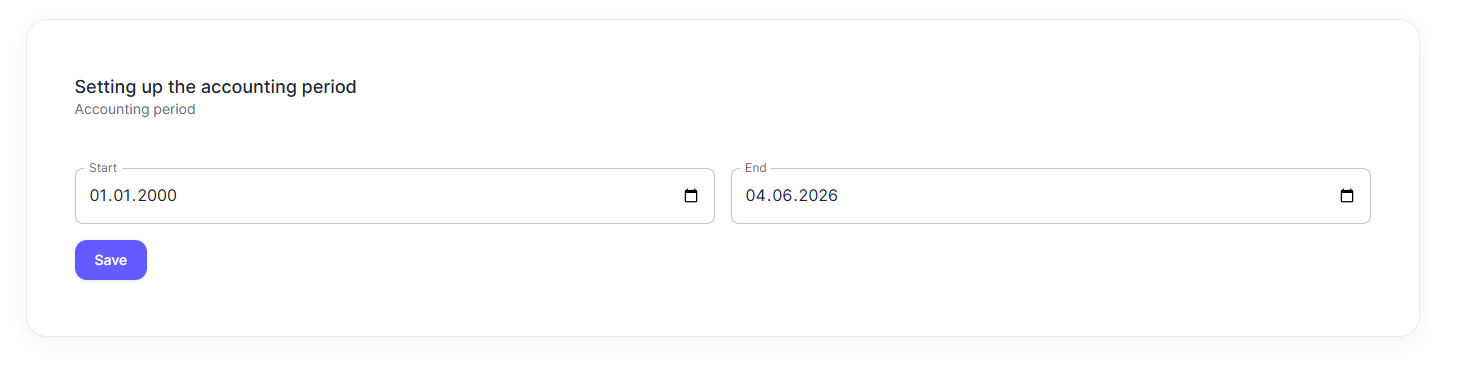 Setting up the accounting period
Accounting period
Start
01.01.2000
End
04.06.2026
Save